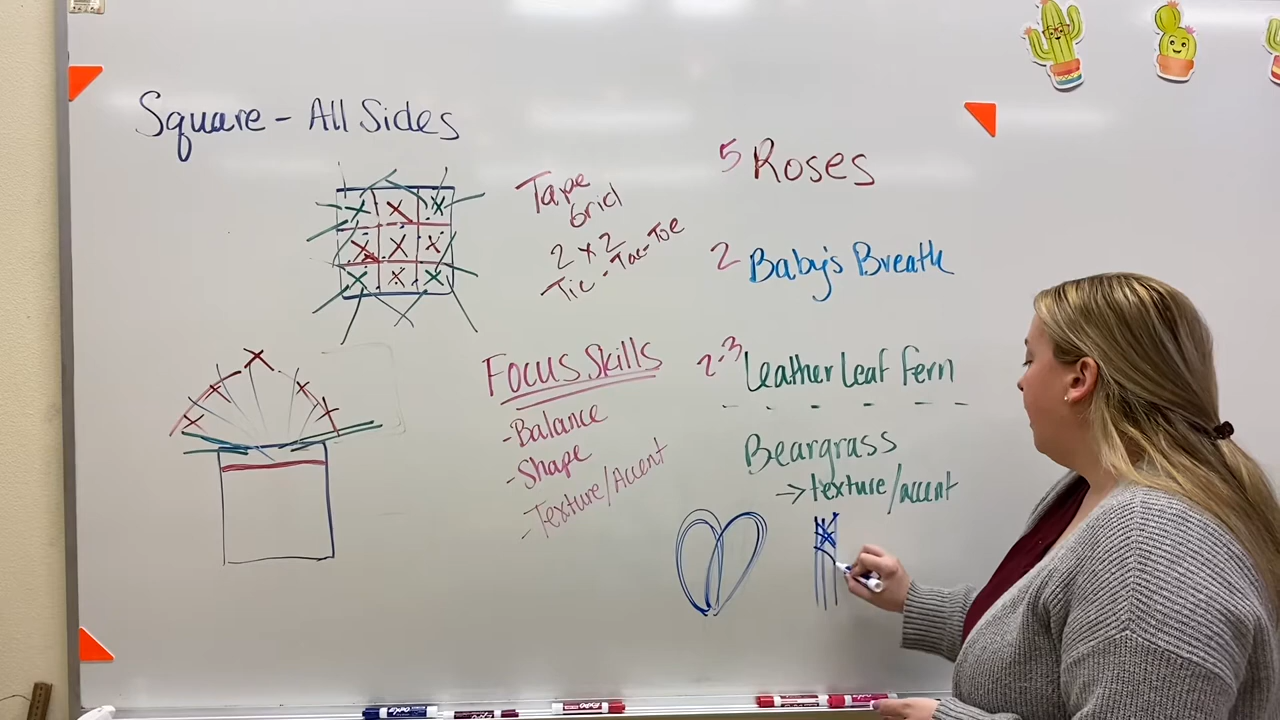 Square - All Sides
Tape
Grid
2 x 2
Tic-Tac-Toe
Focus Skills
- Balance
- Shape
- Texture/Accent
5 Roses
2 Baby's Breath
2-3 Leather Leaf Fern
Beargrass
→ texture/accent